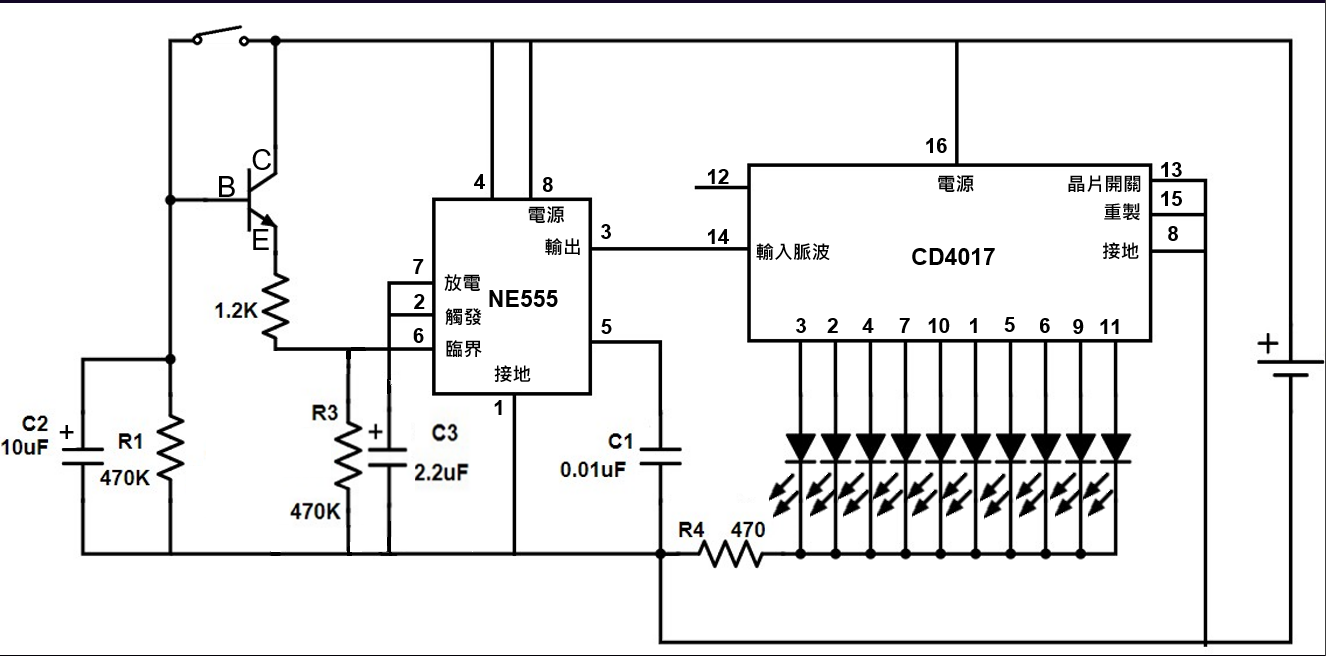 C
B
E
1.2K
C2
10uF
+
R1
470K
R3
470K
+
C3
2.2uF
4
8
電源
3
輸出
7
放電
2
觸發
6
臨界
NE555
5
接地
1
C1
0.01uF
R4
470
12
16
電源
13
晶片開關
15
重製
8
接地
14
輸入脈波
CD4017
3 2 4 7 10 1 5 6 9 11
+